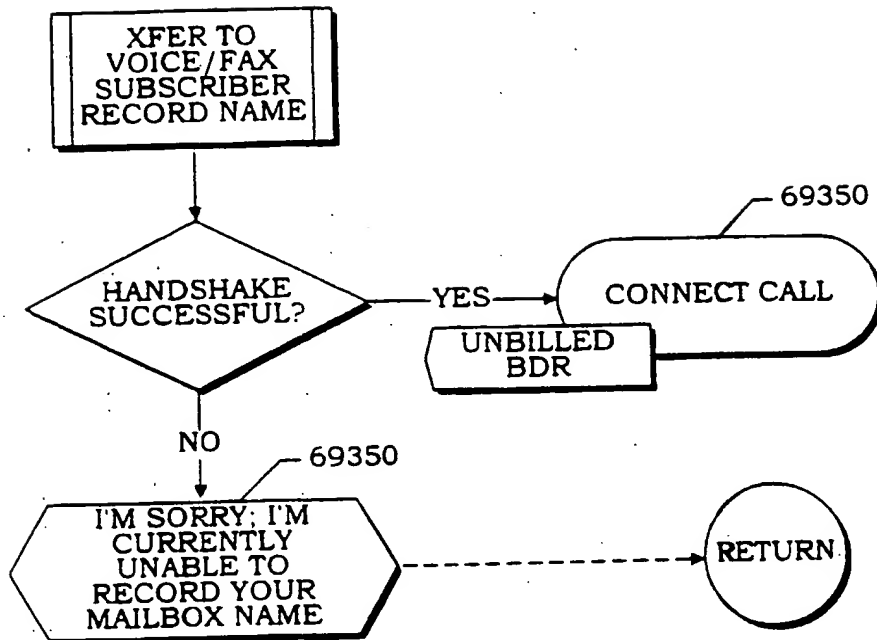 XFER TO
VOICE/FAX
SUBSCRIBER
RECORD NAME
69350
HANDSHAKE
SUCCESSFUL?
YES
CONNECT CALL
UNBILLED
BDR
NO
69350
I'M SORY; I'M
CURRENTLY
UNABLE TO
RECORD YOUR
MAILBOX NAME
RETURN